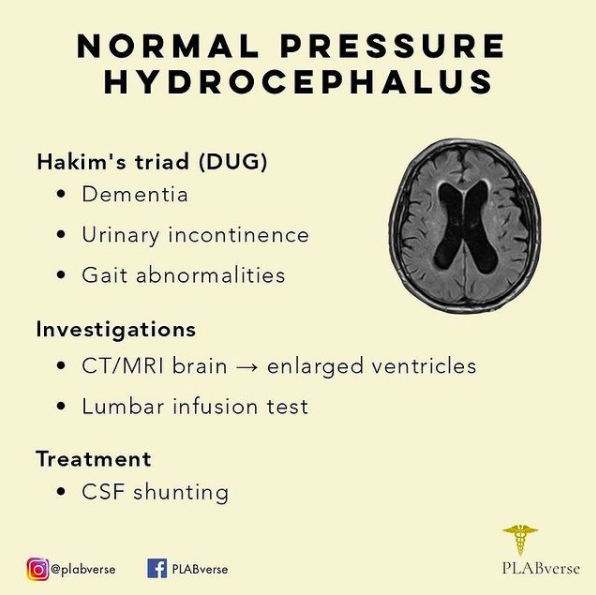 NORMAL PRESSURE
HYDROCEPHALUS
Hakim's triad (DUG)
• Dementia
• Urinary incontinence
• Gait abnormalities
Investigations
• CT/MRI brain → enlarged ventricles
• Lumbar infusion test
Treatment
• CSF shunting
@plabverse
PLABverse
PLABverse